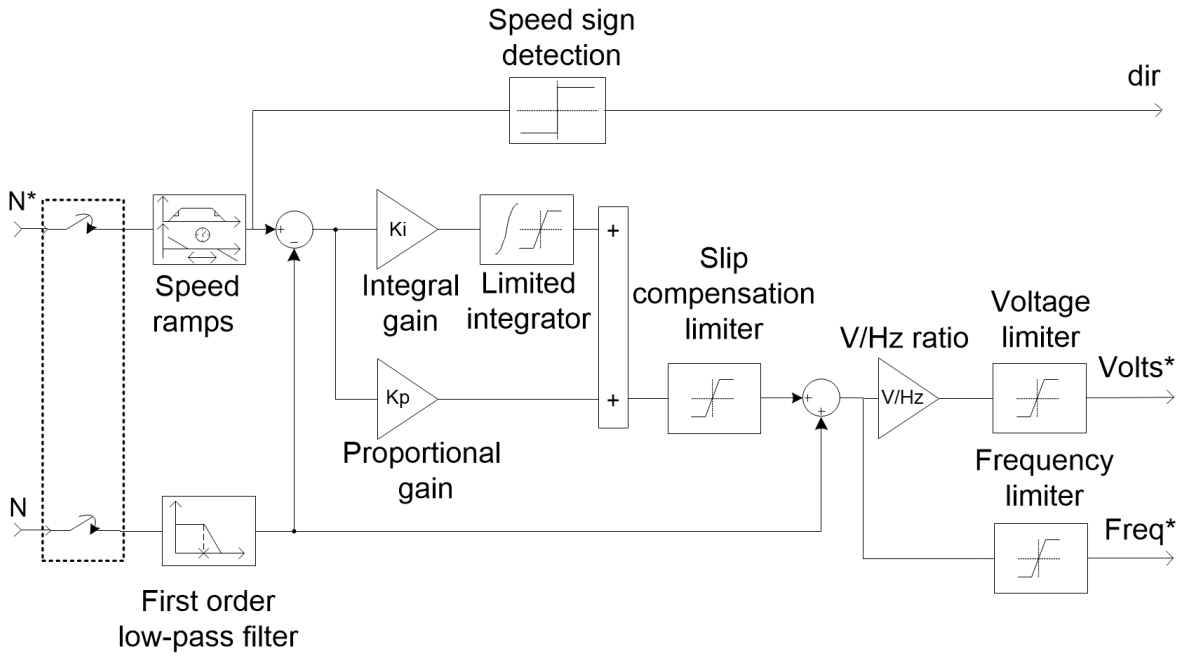 Speed sign
detection
dir
N*
+
−
Ki
+
Speed
ramps
Integral
gain
Limited
integrator
Slip
compensation
limiter
Voltage
limiter
V/Hz ratio
Volts*
Kp
+
+
+
V/Hz
Proportional
gain
Frequency
limiter
N
Freq*
First order
low-pass filter